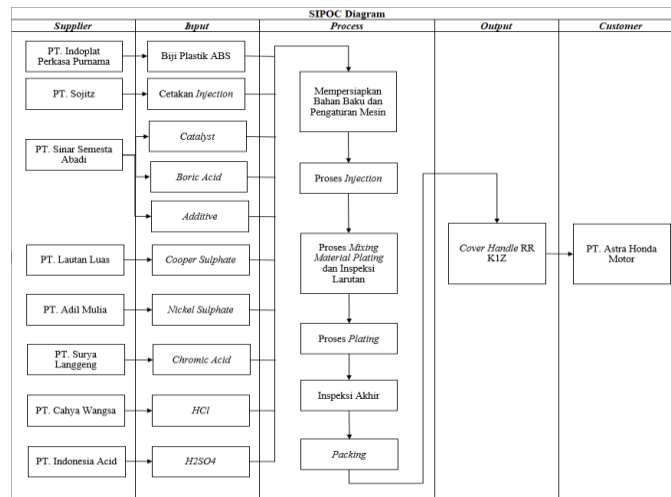 SIPOC Diagram
Supplier
Input
Process
Output
Customer
PT. Indoplat
Perkasa Purnama
Biji Plastik ABS
PT. Sojitz
Cetakan Injection
PT. Sinar Semesta
Abadi
Catalyst
Boric Acid
Additive
PT. Lautan Luas
Cooper Sulphate
PT. Adil Mulia
Nickel Sulphate
PT. Surya
Langgeng
Chromic Acid
PT. Cahya Wangsa
HCl
PT. Indonesia Acid
H2SO4
Mempersiapkan
Bahan Baku dan
Pengaturan Mesin
Proses Injection
Proses Mixing
Material Plating
dan Inspeksi
Larutan
Proses Plating
Inspeksi Akhir
Packing
Cover Handle RR
K1Z
PT. Astra Honda
Motor